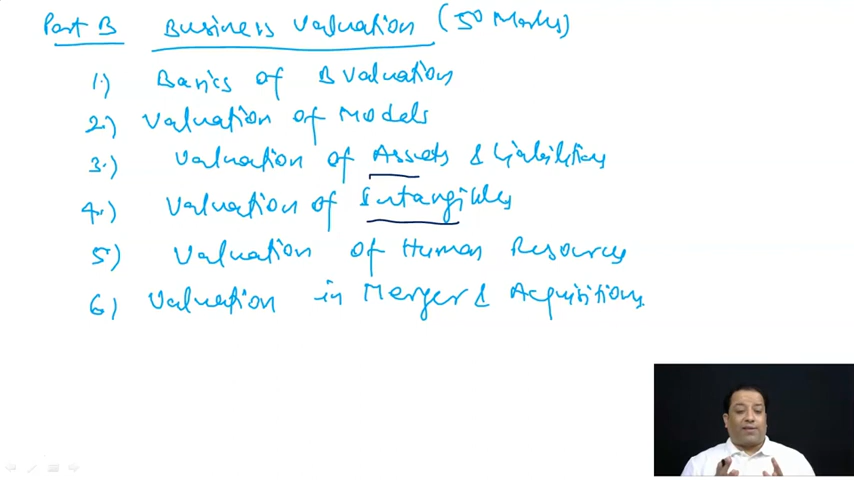 Part B Business Valuation (50 Marks)
1.) Basics of B Valuation
2.) Valuation of Models
3.) Valuation of Assets & Liabilities
4.) Valuation of Intangibles
5) Valuation of Human Resources
6) Valuation in Merger & Acquisitions